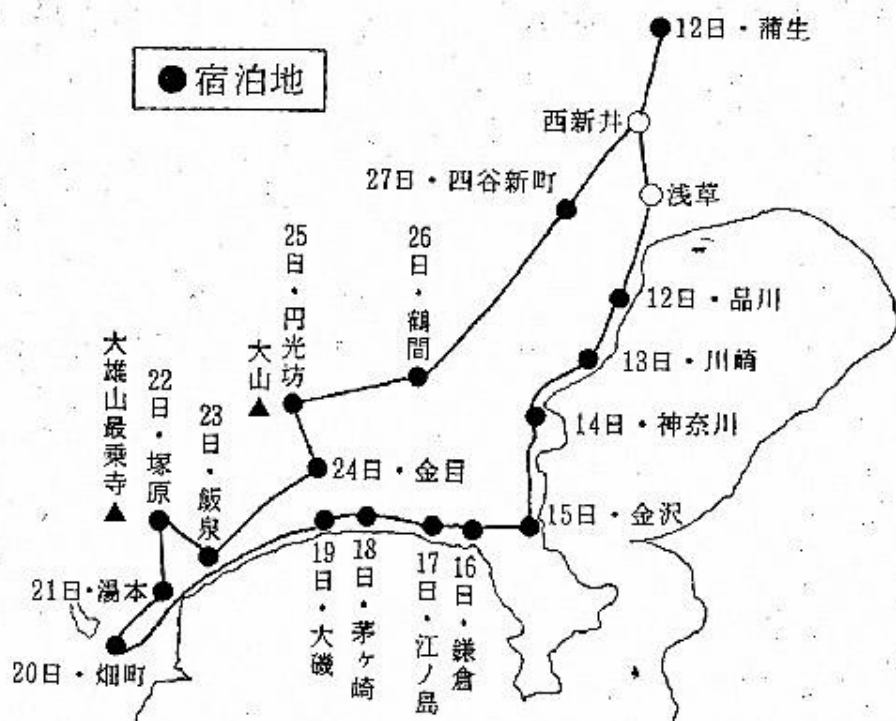 ●宿泊地
12日・蒲生
西新井
27日・四谷新町
浅草
25日・円光坊
26日・鶴間
12日・品川
大山
大雄山最乗寺
22日・塚原
23日・飯泉
13日・川崎
14日・神奈川
24日・金目
15日・金沢
19日・大磯
18日・茅ヶ崎
17日・江ノ島
16日・鎌倉
21日・湯本
20日・畑町